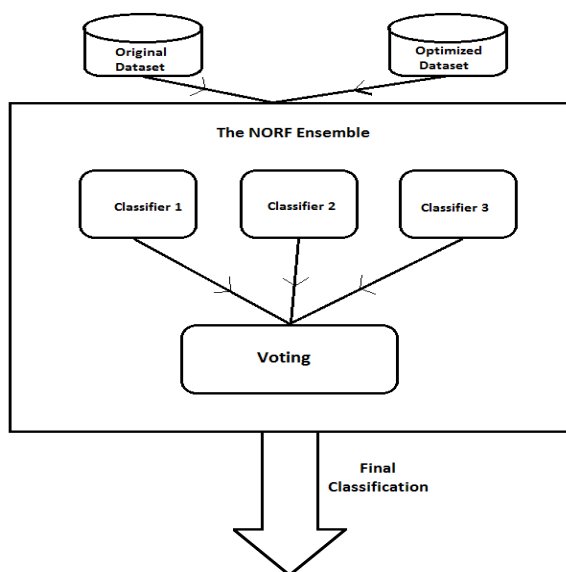 Original
Dataset
Optimized
Dataset
The NORF Ensemble
Classifier 1
Classifier 2
Classifier 3
Voting
Final
Classification